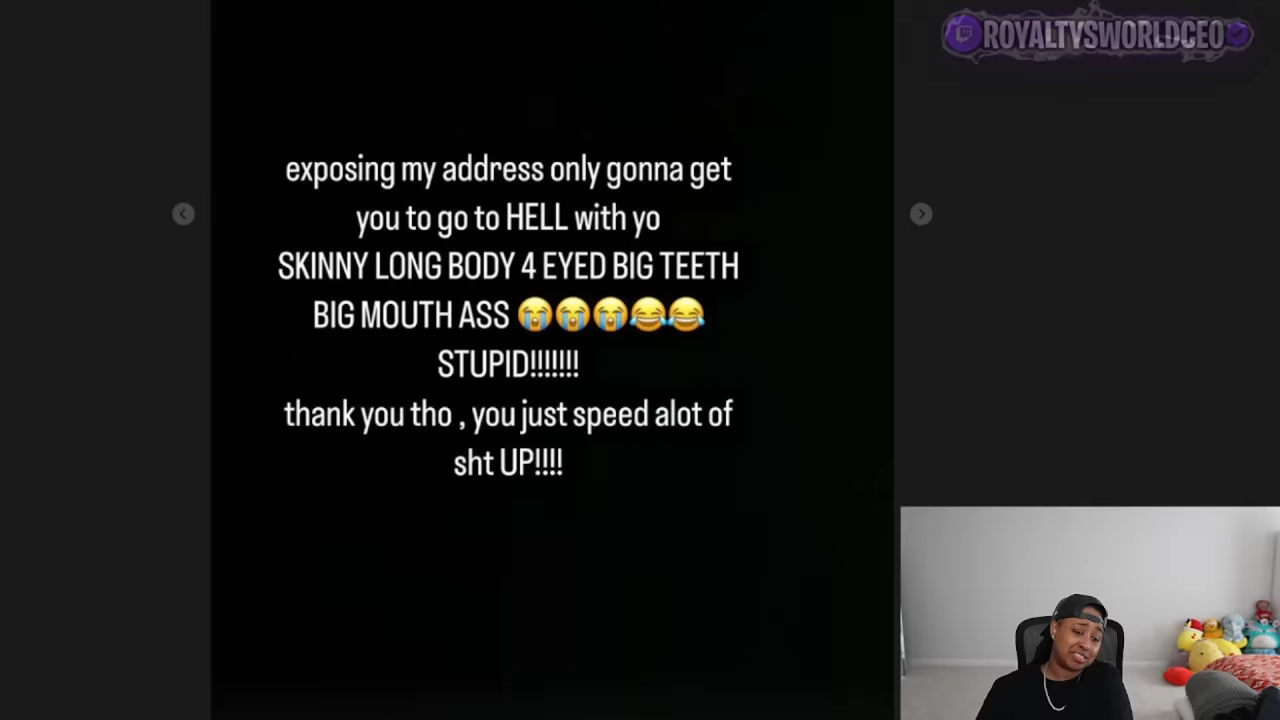 ROYALTYSWORLDCEO
exposing my address only gonna get
you to go to HELL with yo
SKINNY LONG BODY 4 EYED BIG TEETH
BIG MOUTH ASS 😭😭😭😂😂
STUPID!!!!!!!
thank you tho , you just speed alot of
sht UP!!!!